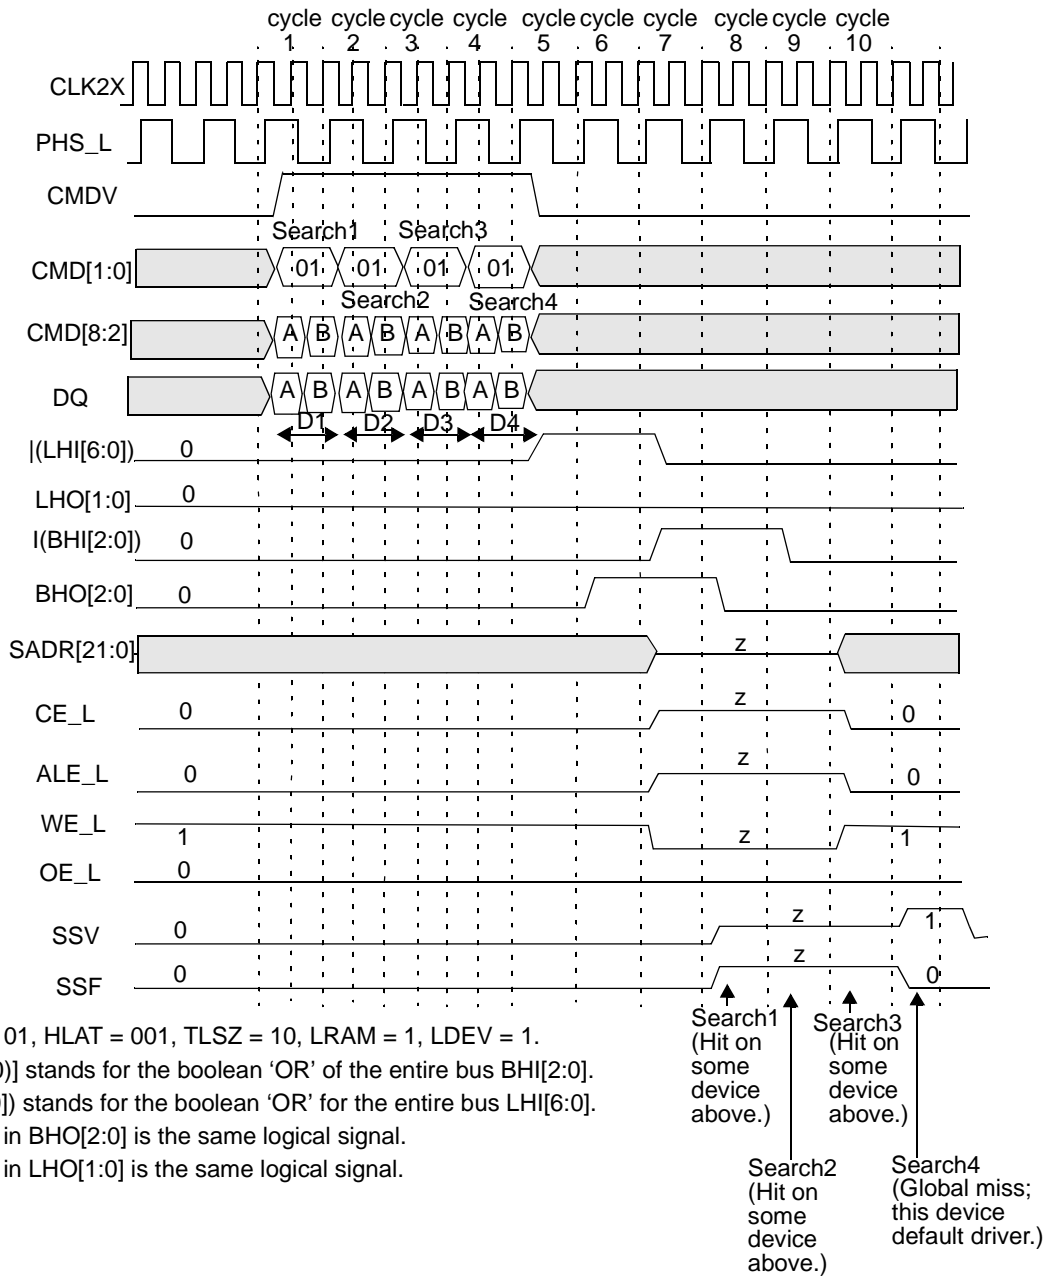 cycle cycle cycle cycle cycle cycle cycle cycle cycle cycle
1 2 3 4 5 6 7 8 9 10
CLK2X
PHS_L
CMDV
Search1 Search3
CMD[1:0] 01 01 01 01
Search2 Search4
CMD[8:2] A B A B A B A B
DQ A B A B A B A B
D1 D2 D3 D4
|(LHI[6:0]) 0
LHO[1:0] 0
I(BHI[2:0]) 0
BHO[2:0] 0
SADR[21:0] z
CE_L 0 z 0
ALE_L 0 z 0
WE_L 1 z 1
OE_L 0
SSV 0 z 1
SSF 0 z 0
01, HLAT = 001, TLSZ = 10, LRAM = 1, LDEV = 1.
0)] stands for the boolean ‘OR’ of the entire bus BHI[2:0].
0]) stands for the boolean ‘OR’ for the entire bus LHI[6:0].
in BHO[2:0] is the same logical signal.
in LHO[1:0] is the same logical signal.
Search1
(Hit on
some
device
above.)
Search3
(Hit on
some
device
above.)
Search2
(Hit on
some
device
above.)
Search4
(Global miss;
this device
default driver.)